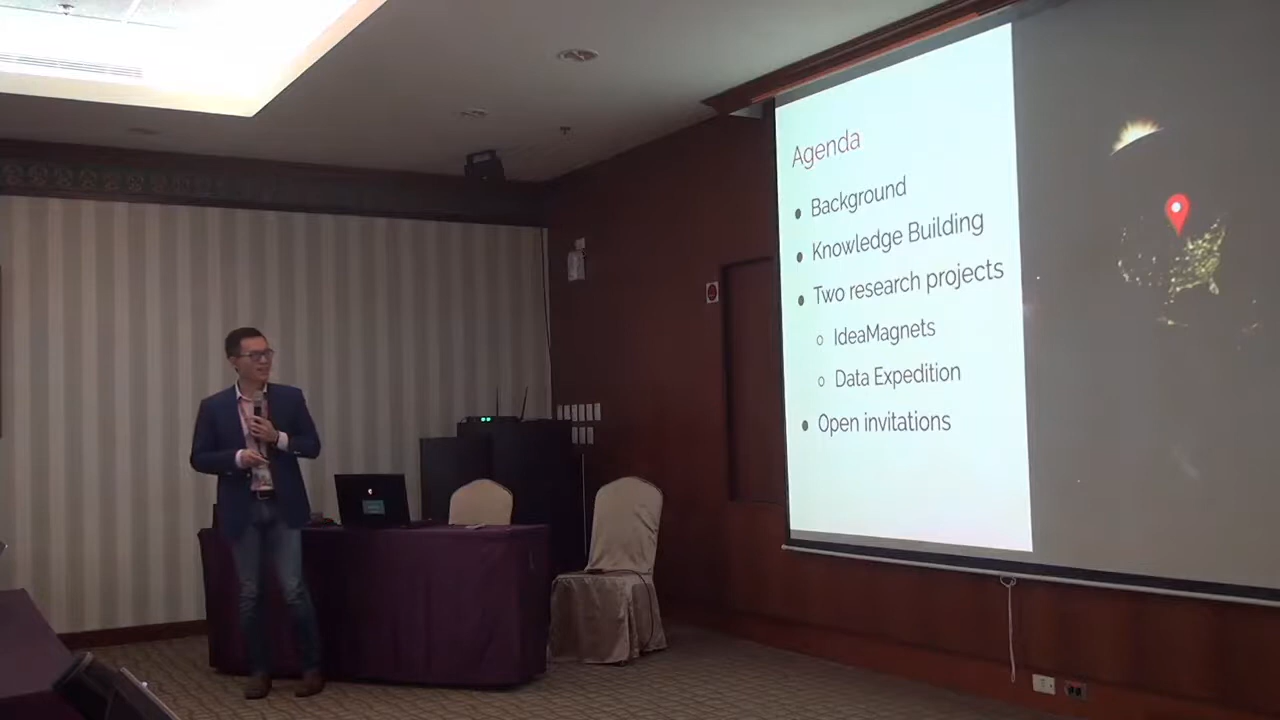 Agenda
Background
Knowledge Building
Two research projects
IdeaMagnets
Data Expedition
Open invitations